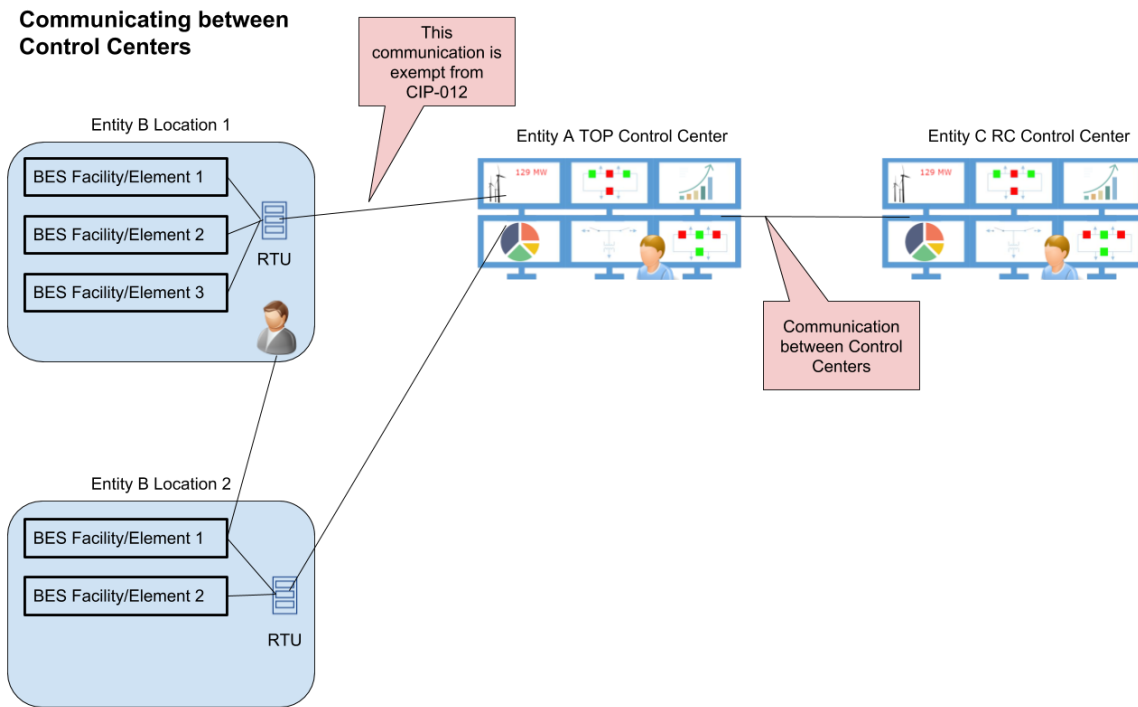 Communicating between
Control Centers
This
communication is
exempt from
CIP-012
Entity B Location 1
BES Facility/Element 1
BES Facility/Element 2
BES Facility/Element 3
RTU
Entity A TOP Control Center
129 MW
Entity C RC Control Center
129 MW
Communication
between Control
Centers
Entity B Location 2
BES Facility/Element 1
BES Facility/Element 2
RTU